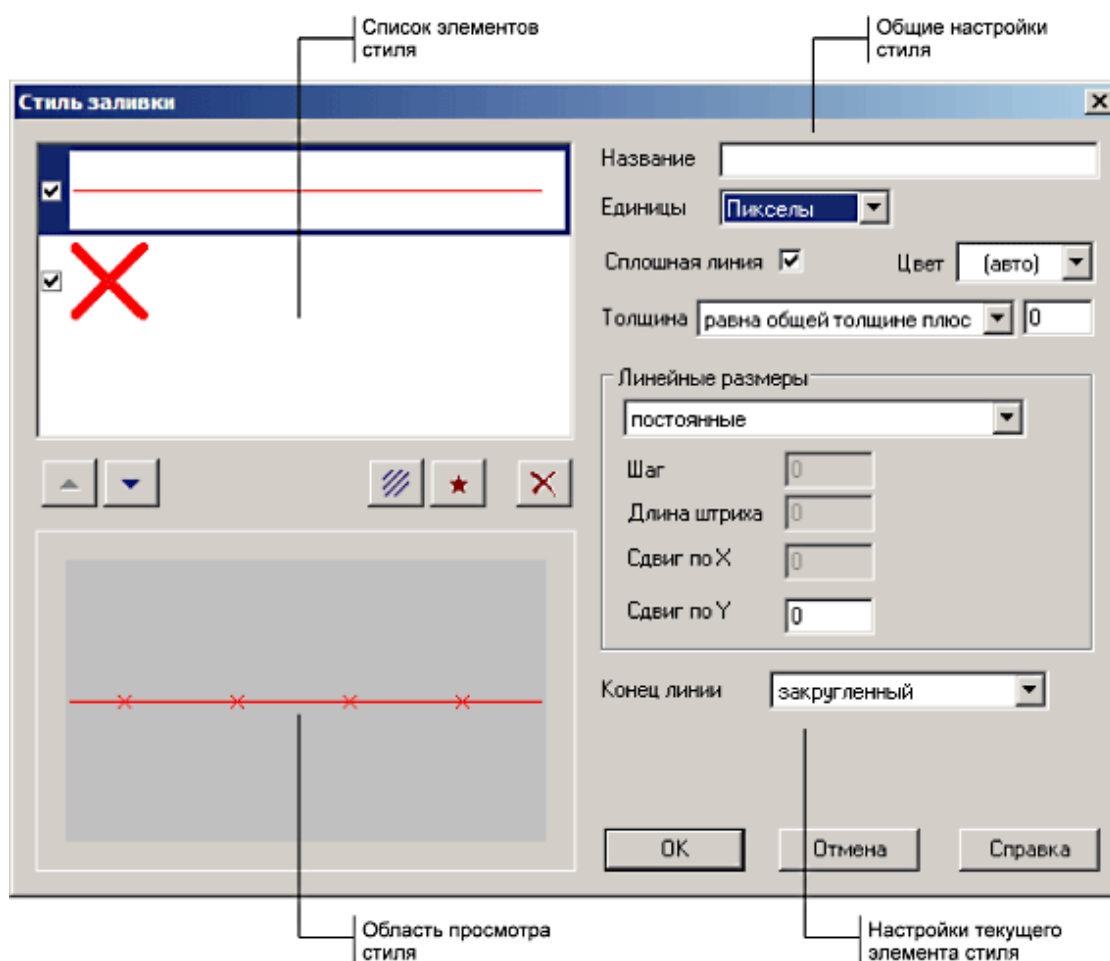 Список элементов
стиля
Общие настройки
стиля
Стиль заливки
Название
Единицы Пикселы
Сплошная линия Цвет (авто)
Толщина равна общей толщине плюс 0
Линейные размеры
постоянные
Шаг 0
Длина штриха 0
Сдвиг по X 0
Сдвиг по Y 0
Конец линии закругленный
OK Отмена Справка
Область просмотра
стиля
Настройки текущего
элемента стиля